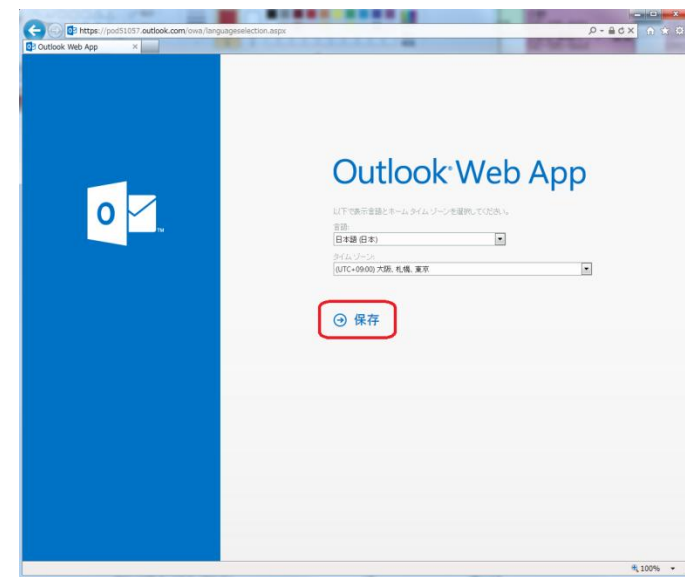 https://pod51057.outlook.com/owa/languageselection.aspx
Outlook Web App
Outlook Web App
以下で表示言語とホーム タイム ゾーンを選択してください。
言語:
日本語 (日本)
タイム ゾーン:
(UTC+09:00) 大阪、札幌、東京
保存
O
TM
100%